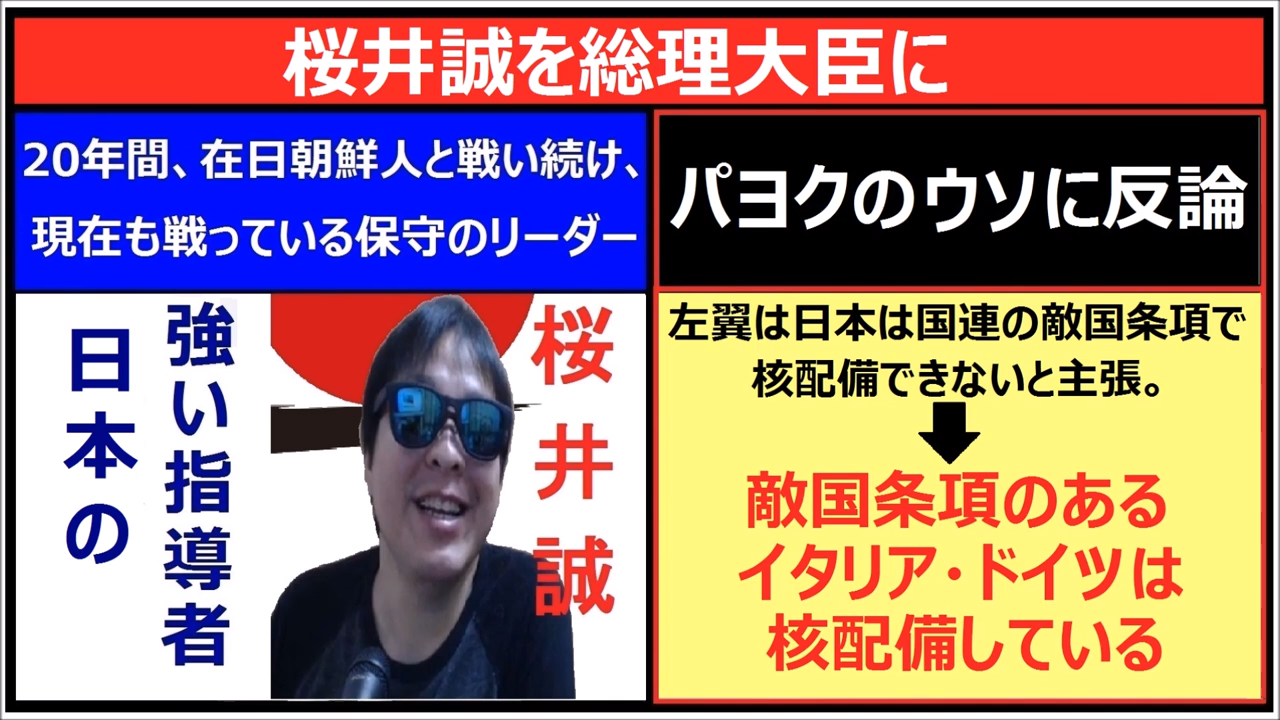 桜井誠を総理大臣に
20年間、在日朝鮮人と戦い続け、
現在も戦っている保守のリーダー
パヨクのウソに反論
日本の
強い指導者
桜井誠
左翼は日本は国連の敵国条項で
核配備できないと主張。
敵国条項のある
イタリア・ドイツは
核配備している